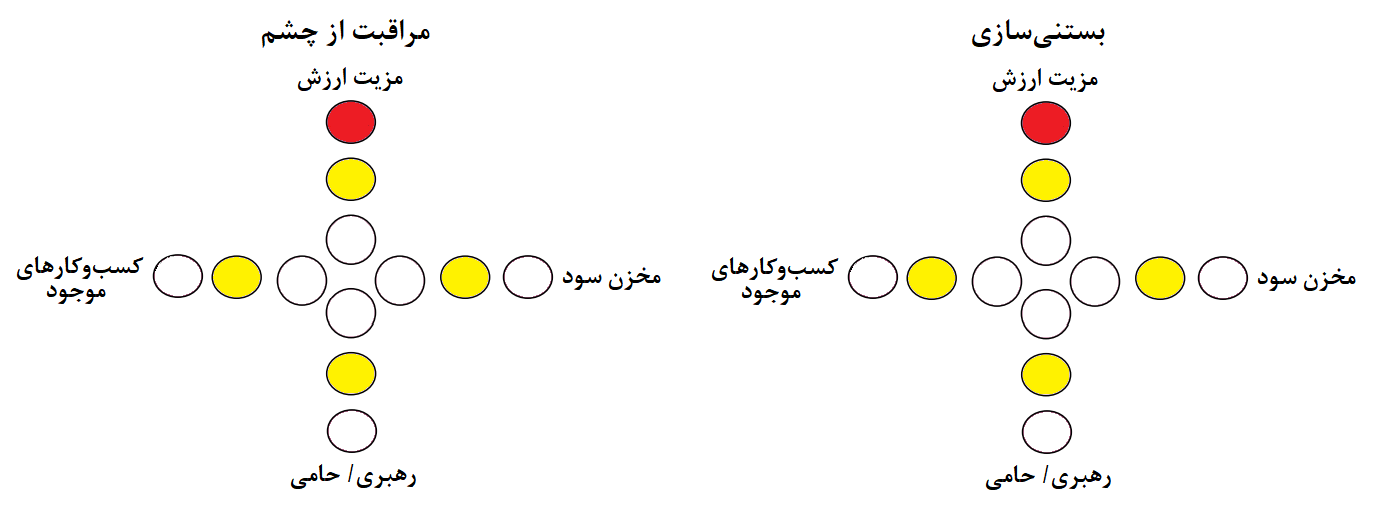 بستنی‌سازی
مزیت ارزش
مخزن سود
کسب‌وکارهای
موجود
رهبری/ حامی
مراقبت از چشم
مزیت ارزش
مخزن سود
کسب‌وکارهای
موجود
رهبری/ حامی